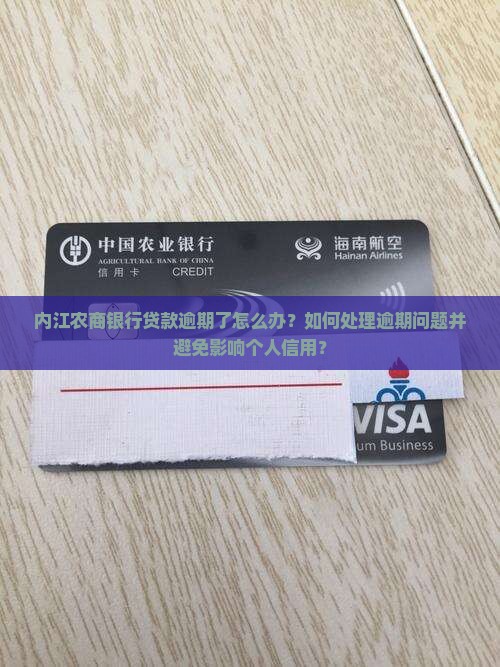 中国农业银行
AGRICULTURAL BANK OF CHINA
信用卡 CREDIT
海南航空
Hainan Airlines
内江农商银行贷款逾期了怎么办？如何处理逾期问题并
避免影响个人信用？
VISA
um Business